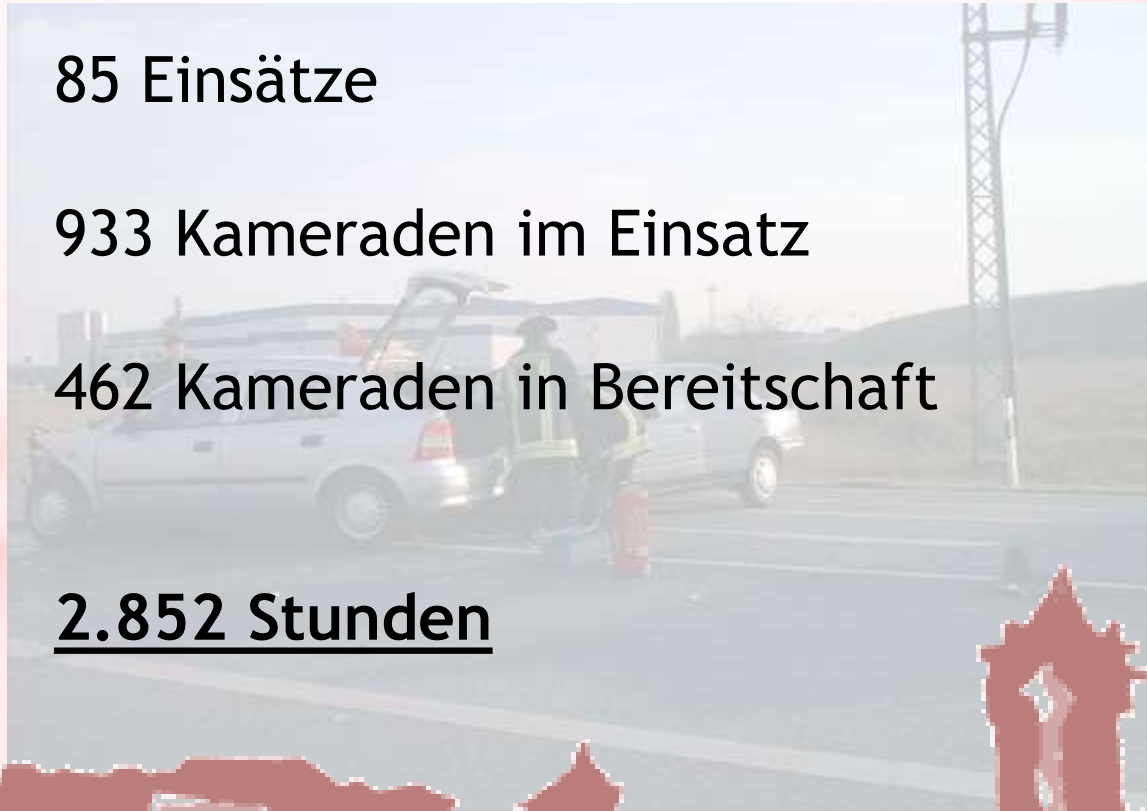 85 Einsätze
933 Kameraden im Einsatz
462 Kameraden in Bereitschaft
2.852 Stunden